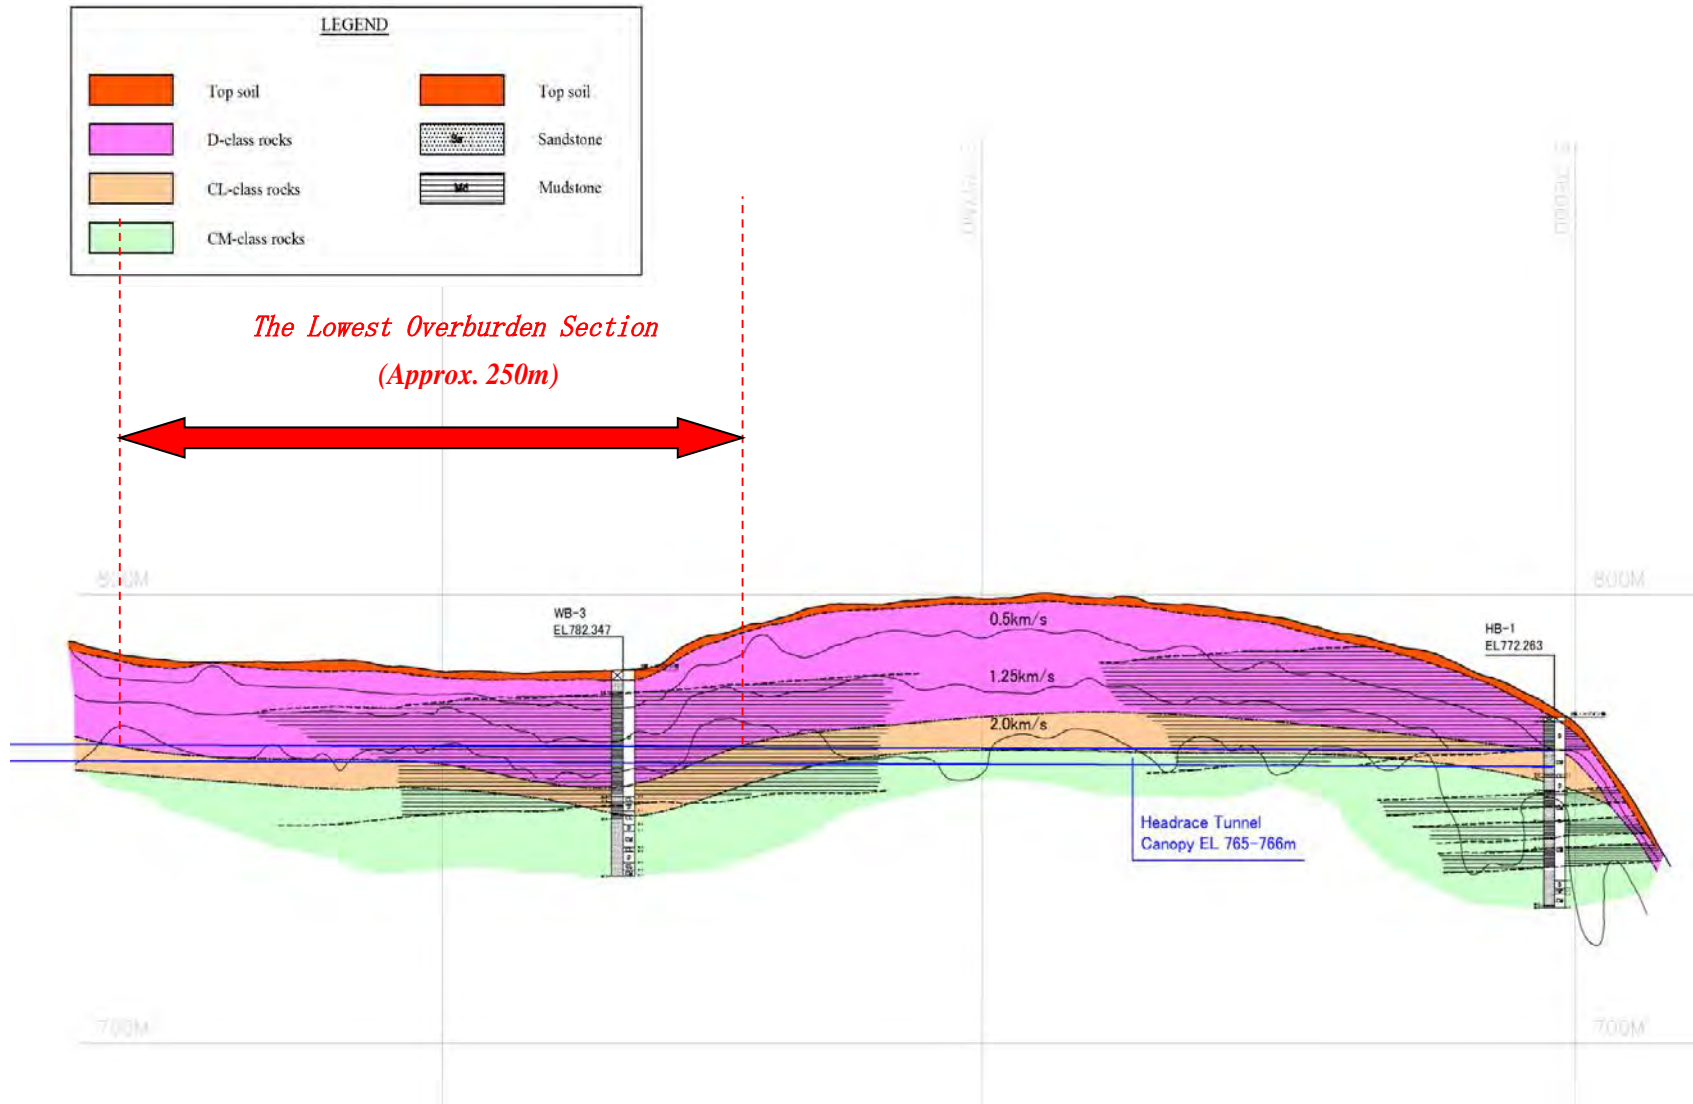 LEGEND
Top soil
Top soil
D-class rocks
Sandstone
CL-class rocks
Md
Mudstone
CM-class rocks
The Lowest Overburden Section
(Approx. 250m)
800M
800M
WB-3
EL782.347
0.5km/s
HB-1
EL772.263
1.25km/s
2.0km/s
Headrace Tunnel
Canopy EL 765-766m
700M
700M